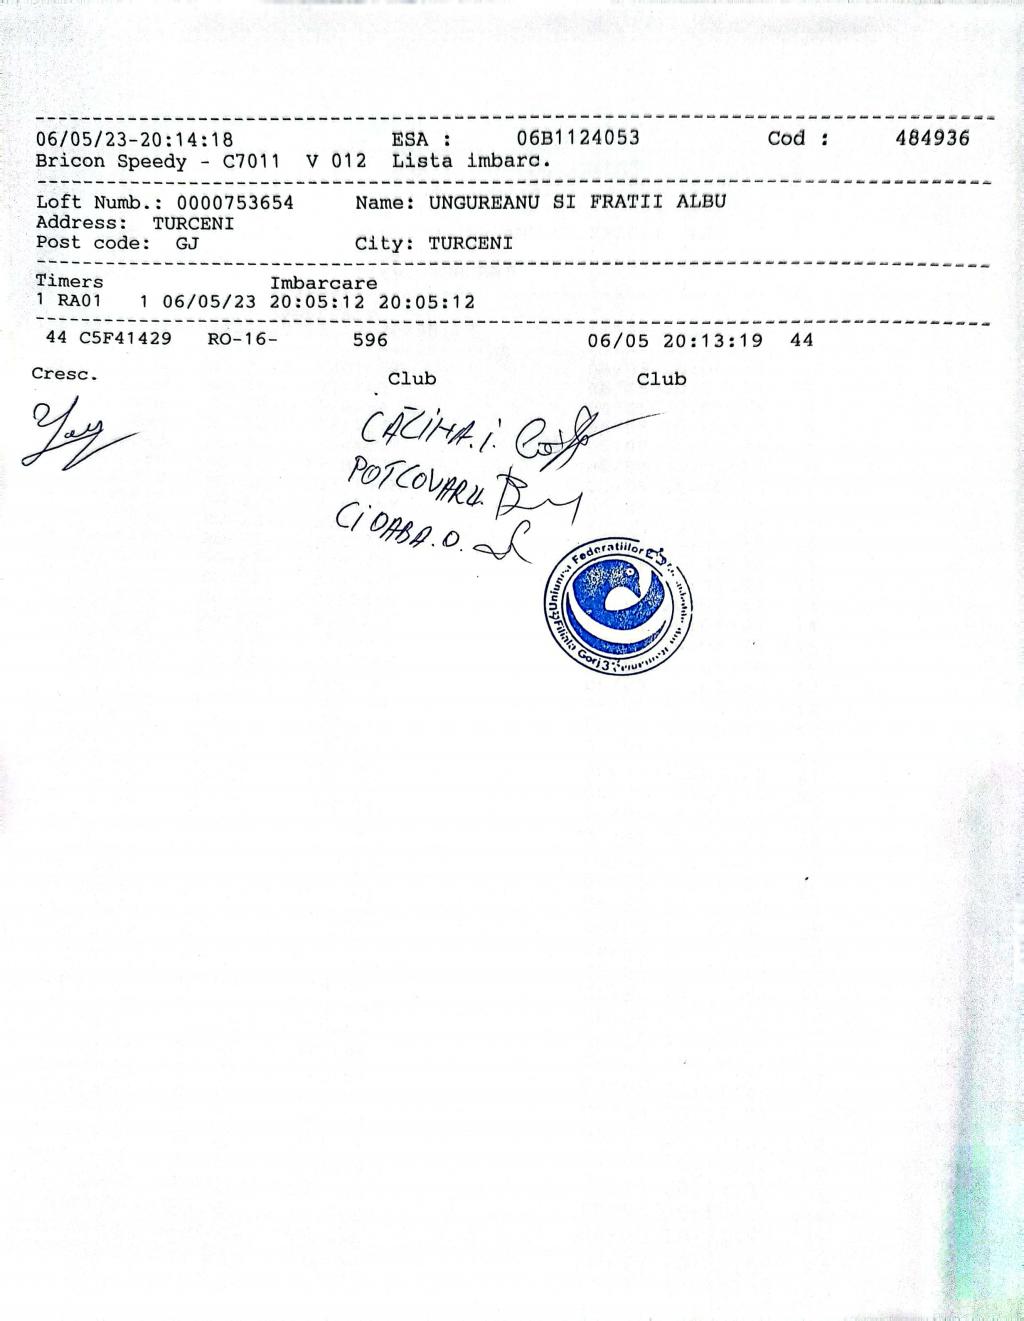 06/05/23-20:14:18 ESA : 06B1124053 Cod : 484936
Bricon Speedy - C7011 V 012 Lista imbarc.
Loft Numb.: 0000753654 Name: UNGUREANU SI FRATII ALBU
Address: TURCENI
Post code: GJ City: TURCENI
Timers Imbarcare
1 RA01 1 06/05/23 20:05:12 20:05:12
44 C5F41429 RO-16- 596 06/05 20:13:19 44
Cresc. Club Club
POTCOVARU.
CIOABA.O.
Uniunea Federatiilor
Filiala Gorj